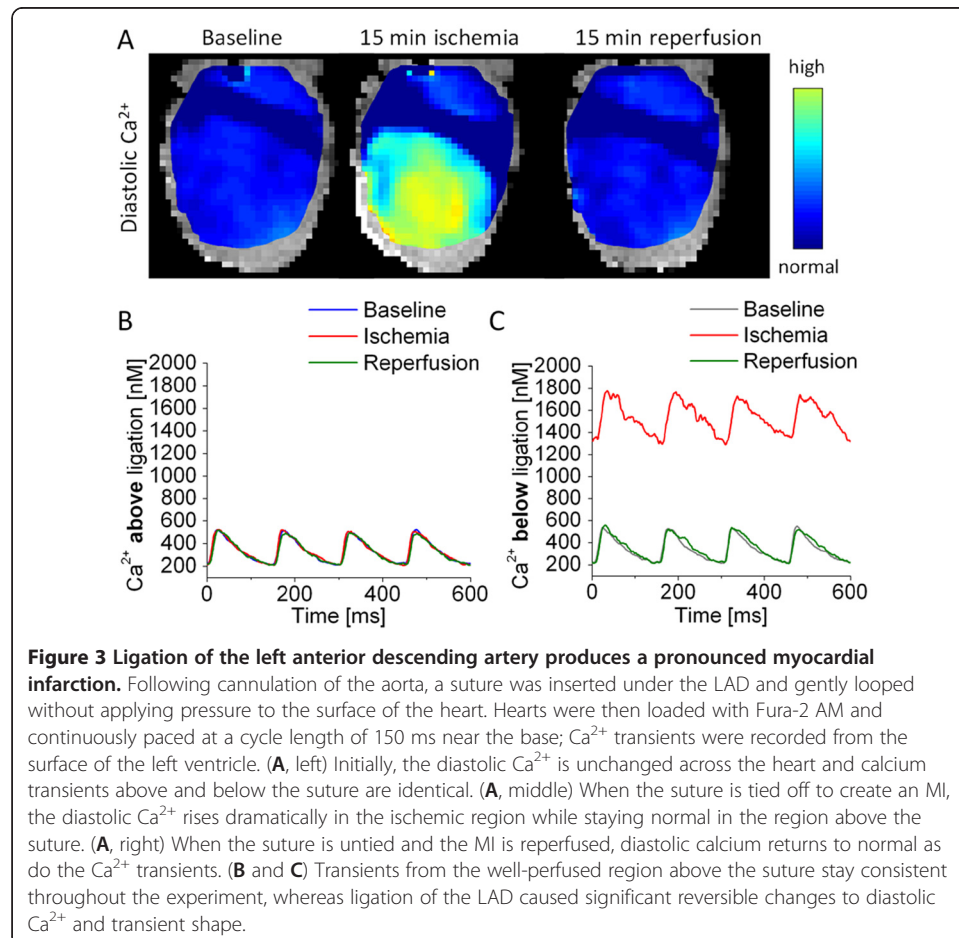 A
Baseline
15 min ischemia
15 min reperfusion
Diastolic Ca²⁺
high
normal
B
Baseline
Ischemia
Reperfusion
Ca²⁺ above ligation [nM]
2000
1800
1600
1400
1200
1000
800
600
400
200
0
200
400
600
Time [ms]
C
Baseline
Ischemia
Reperfusion
Ca²⁺ below ligation [nM]
2000
1800
1600
1400
1200
1000
800
600
400
200
0
200
400
600
Time [ms]
Figure 3 Ligation of the left anterior descending artery produces a pronounced myocardial
infarction. Following cannulation of the aorta, a suture was inserted under the LAD and gently looped
without applying pressure to the surface of the heart. Hearts were then loaded with Fura-2 AM and
continuously paced at a cycle length of 150 ms near the base; Ca²⁺ transients were recorded from the
surface of the left ventricle. (A, left) Initially, the diastolic Ca²⁺ is unchanged across the heart and calcium
transients above and below the suture are identical. (A, middle) When the suture is tied off to create an MI,
the diastolic Ca²⁺ rises dramatically in the ischemic region while staying normal in the region above the
suture. (A, right) When the suture is untied and the MI is reperfused, diastolic calcium returns to normal as
do the Ca²⁺ transients. (B and C) Transients from the well-perfused region above the suture stay consistent
throughout the experiment, whereas ligation of the LAD caused significant reversible changes to diastolic
Ca²⁺ and transient shape.